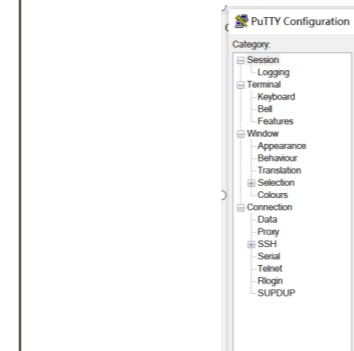 PuTTY Configuration
Category:
Session
Logging
Terminal
Keyboard
Bell
Features
Window
Appearance
Behaviour
Translation
Selection
Colours
Connection
Data
Proxy
SSH
Serial
Telnet
Rlogin
SUPDUP